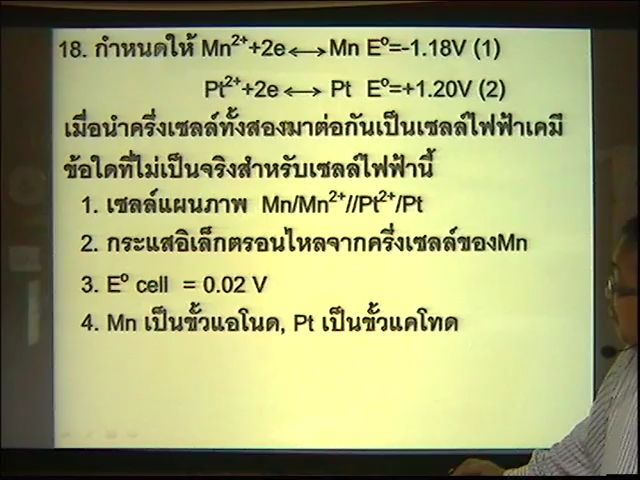 18. กำหนดให้ Mn²⁺+2e⟷Mn Eº=-1.18V (1)
Pt²⁺+2e⟷ Pt Eº=+1.20V (2)
เมื่อนำครึ่งเซลล์ทั้งสองมาต่อกันเป็นเซลล์ไฟฟ้าเคมี
ข้อใดที่ไม่เป็นจริงสำหรับเซลล์ไฟฟ้านี้
1. เซลล์แผนภาพ Mn/Mn²⁺//Pt²⁺/Pt
2. กระแสอิเล็กตรอนไหลจากครึ่งเซลล์ของMn
3. Eº cell = 0.02 V
4. Mn เป็นขั้วแอโนด, Pt เป็นขั้วแคโทด